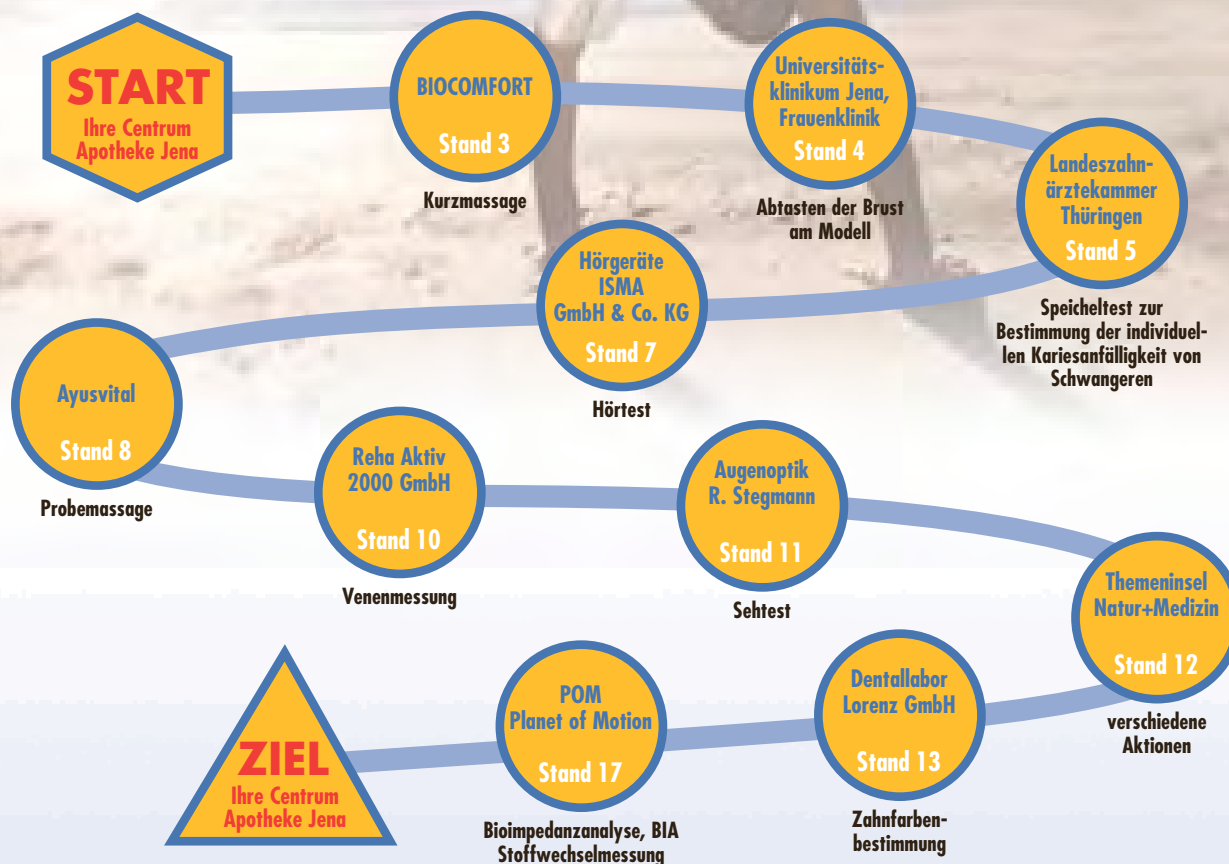 START
Ihre Centrum
Apotheke Jena
BIOCOMFORT
Stand 3
Kurzmassage
Universitäts-
klinikum Jena,
Frauenklinik
Stand 4
Abtasten der Brust
am Modell
Landeszahn-
ärztekammer
Thüringen
Stand 5
Speicheltest zur
Bestimmung der individuel-
len Kariesanfälligkeit von
Schwangeren
Hörgeräte
ISMA
GmbH & Co. KG
Stand 7
Hörtest
Ayusvital
Stand 8
Probemassage
Reha Aktiv
2000 GmbH
Stand 10
Venenmessung
Augenoptik
R. Stegmann
Stand 11
Sehtest
Themeninsel
Natur+Medizin
Stand 12
verschiedene
Aktionen
Dentallabor
Lorenz GmbH
Stand 13
Zahnfarben-
bestimmung
POM
Planet of Motion
Stand 17
Bioimpedanzanalyse, BIA
Stoffwechselmessung
ZIEL
Ihre Centrum
Apotheke Jena